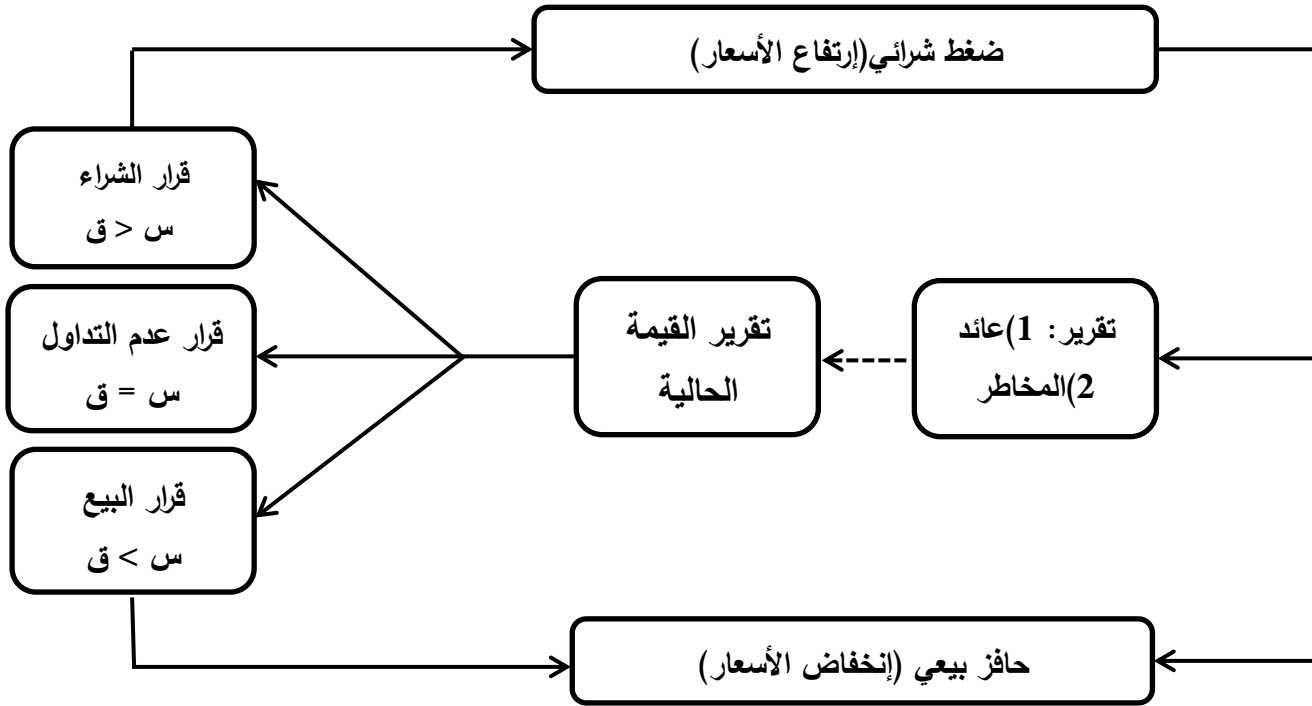 ضغط شرائي(إرتفاع الأسعار)
قرار الشراء
س < ق
تقرير: 1)عائد
2)المخاطر
تقرير القيمة
الحالية
قرار عدم التداول
س = ق
قرار البيع
س > ق
حافز بيعي (إنخفاض الأسعار)